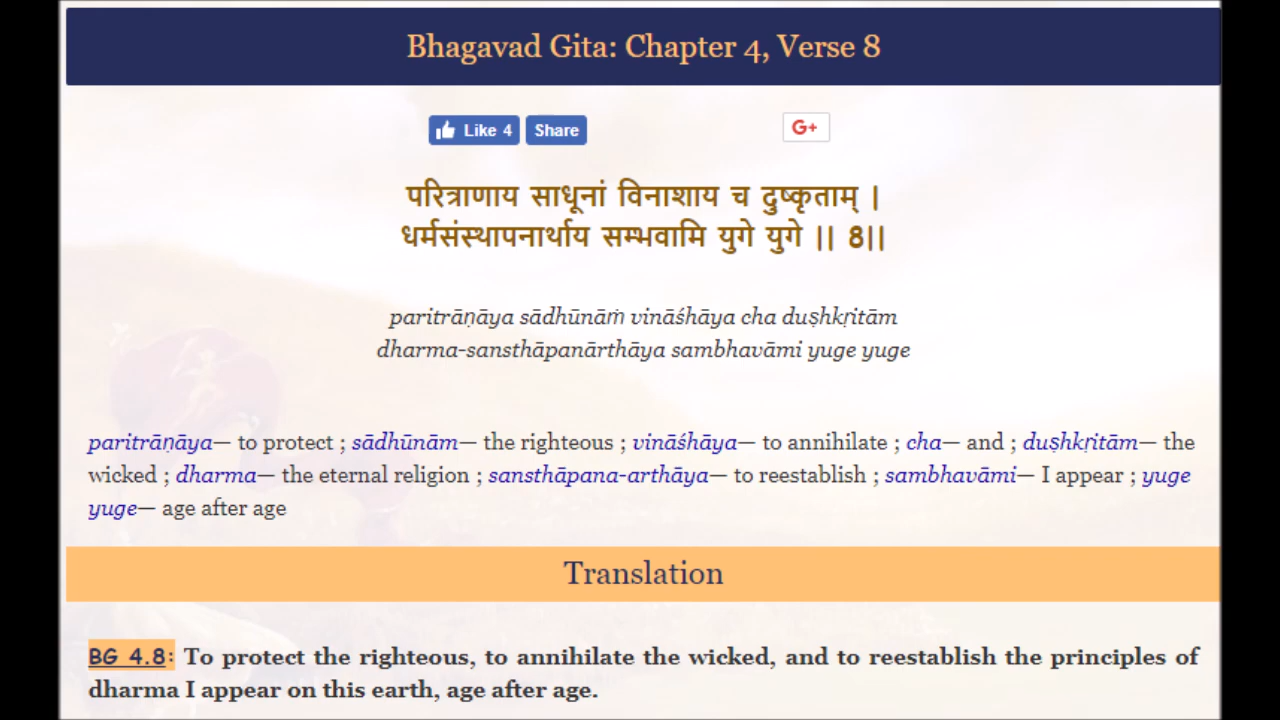 Bhagavad Gita: Chapter 4, Verse 8
Like 4 Share G+
परित्राणाय साधूनां विनाशाय च दुष्कृताम् |
धर्मसंस्थापनार्थाय सम्भवामि युगे युगे || 8||
paritrāṇāya sādhūnāṁ vināśhāya cha duṣhkṛitām
dharma-sansthāpanārthāya sambhavāmi yuge yuge
paritrāṇāya— to protect ; sādhūnām— the righteous ; vināśhāya— to annihilate ; cha— and ; duṣhkṛitām— the
wicked ; dharma— the eternal religion ; sansthāpana-arthāya— to reestablish ; sambhavāmi— I appear ; yuge
yuge— age after age
Translation
BG 4.8: To protect the righteous, to annihilate the wicked, and to reestablish the principles of
dharma I appear on this earth, age after age.